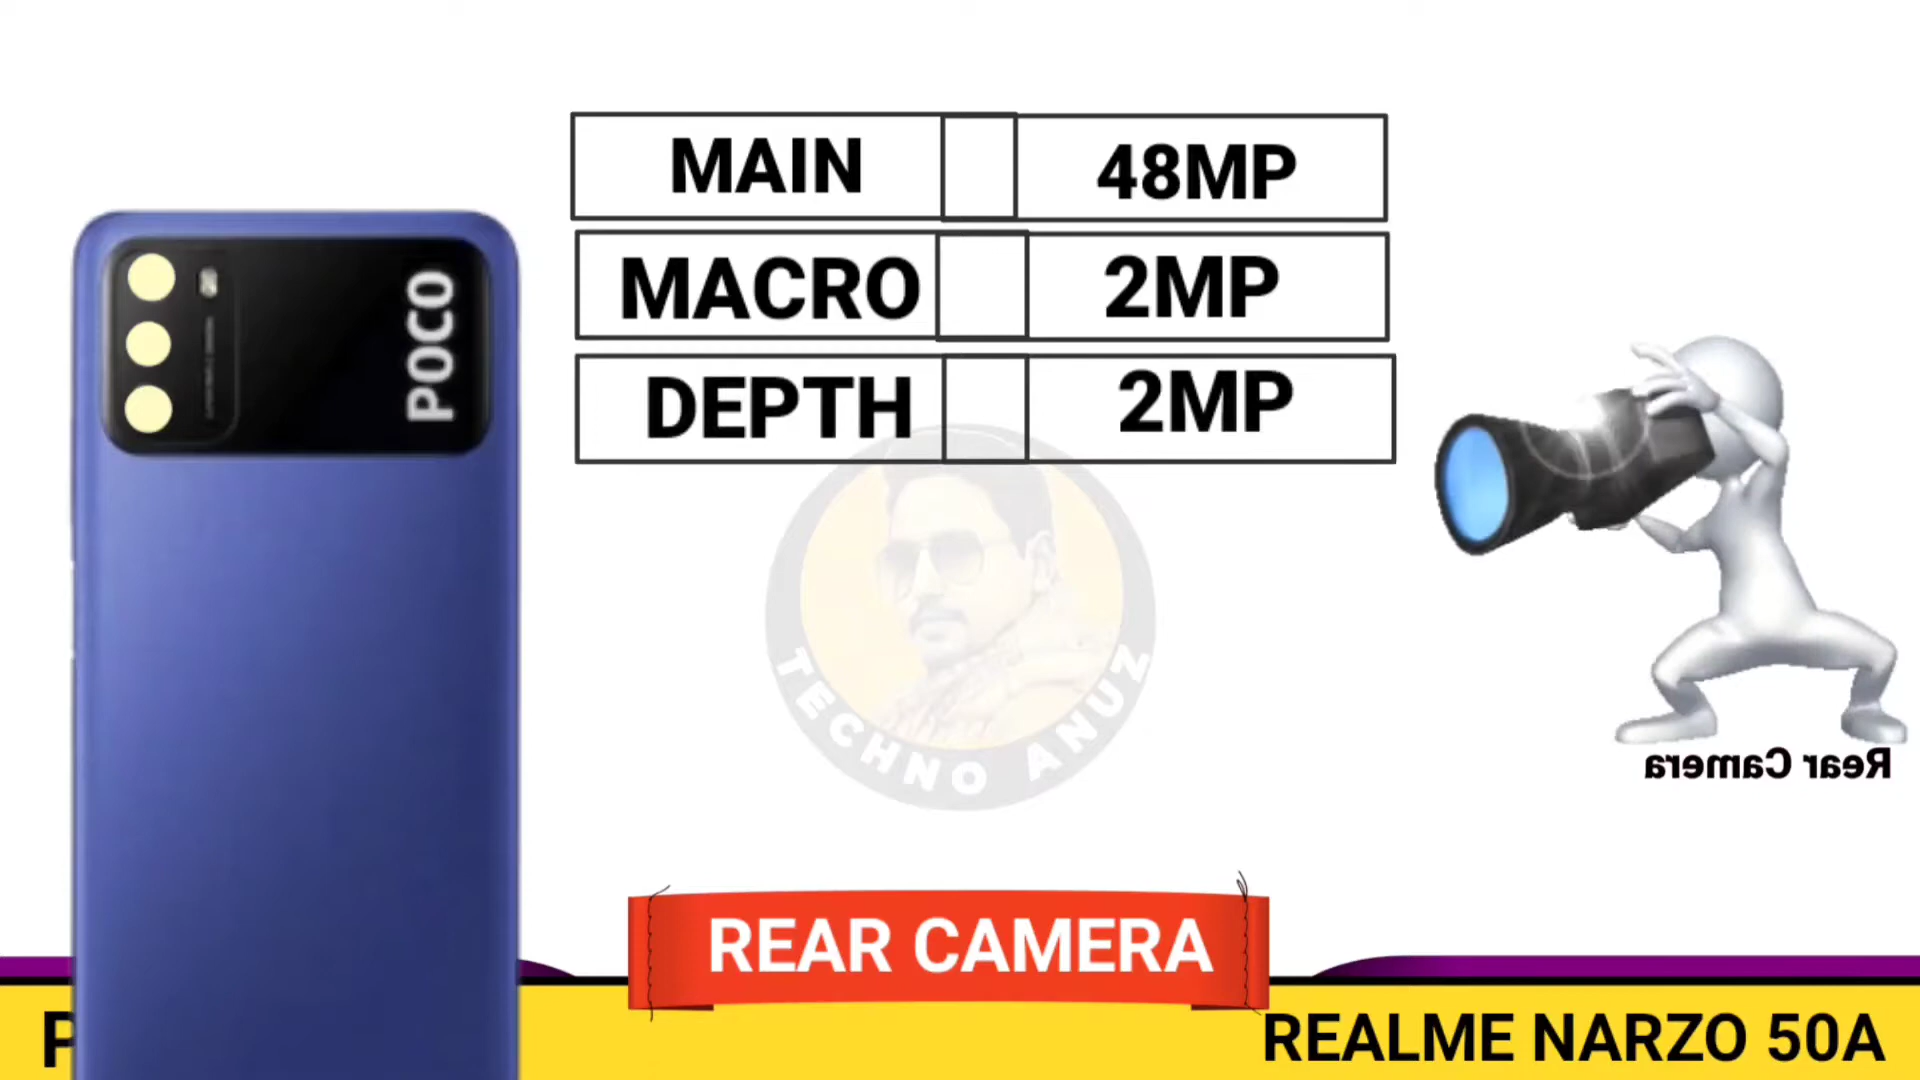 MAIN 48MP
MACRO 2MP
DEPTH 2MP
POCO
TECHNO ANUZ
Rear Camera
REAR CAMERA
P
REALME NARZO 50A